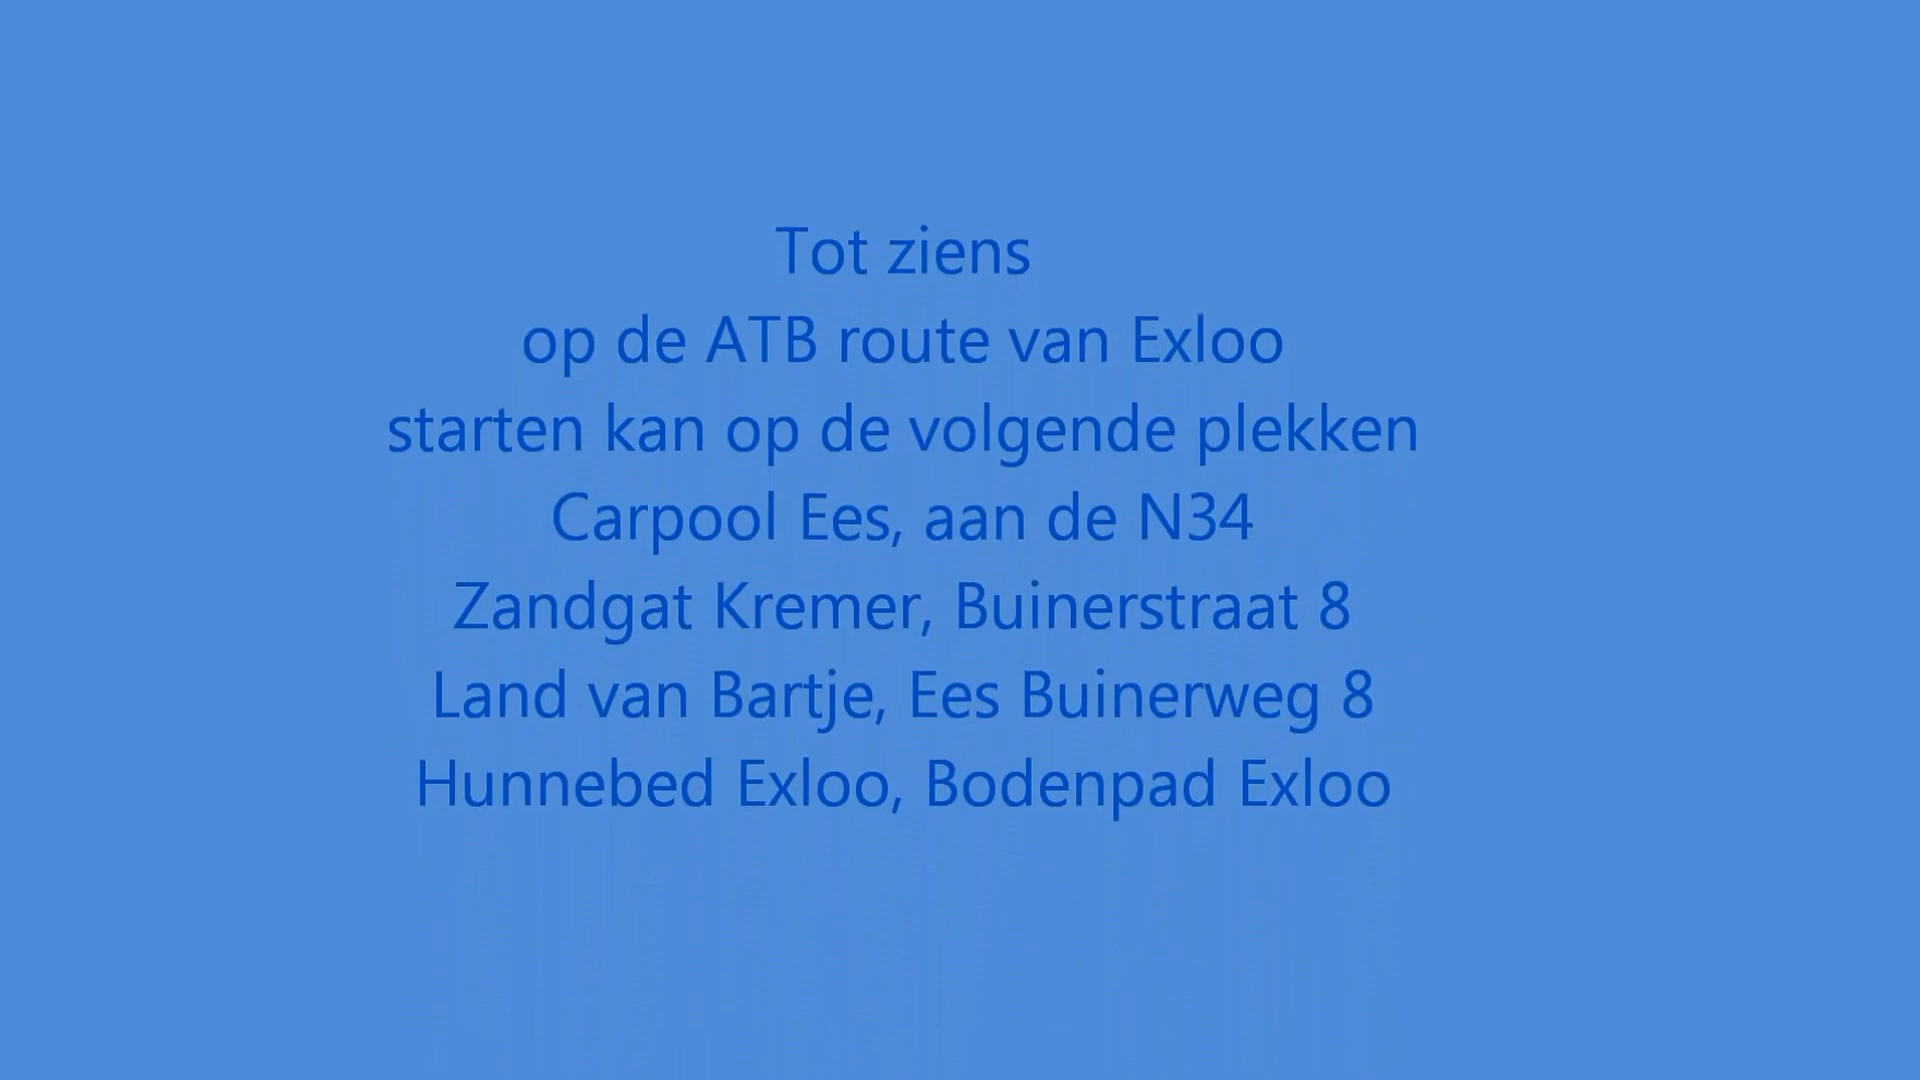 Tot ziens
op de ATB route van Exloo
starten kan op de volgende plekken
Carpool Ees, aan de N34
Zandgat Kremer, Buinerstraat 8
Land van Bartje, Ees Buinerweg 8
Hunnebed Exloo, Bodenpad Exloo